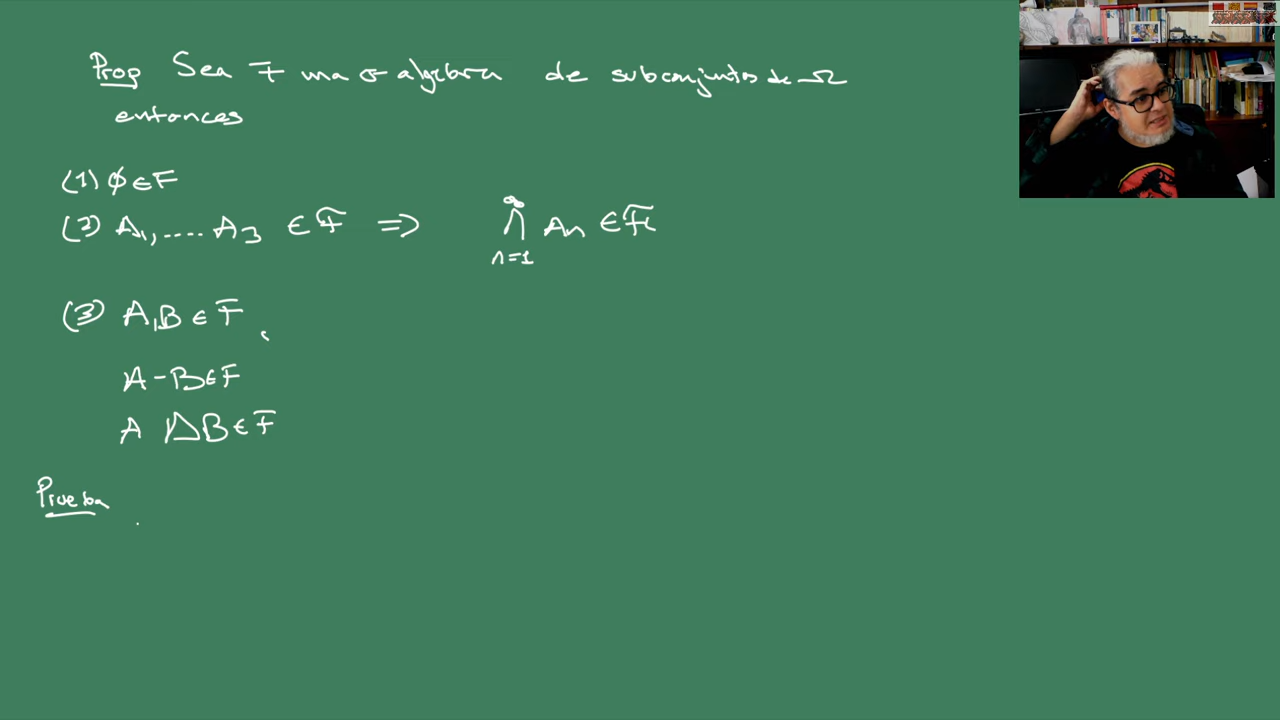 Prop Sea F una σ algebra de subconjuntos de Ω
entonces
(1) ∅ ∈ F
(2) A₁, .... A₃ ∈ F ⇒ ∞ ⋂ n=1 An ∈ F
(3) A, B ∈ F
A - B ∈ F
A △ B ∈ F
Prueba